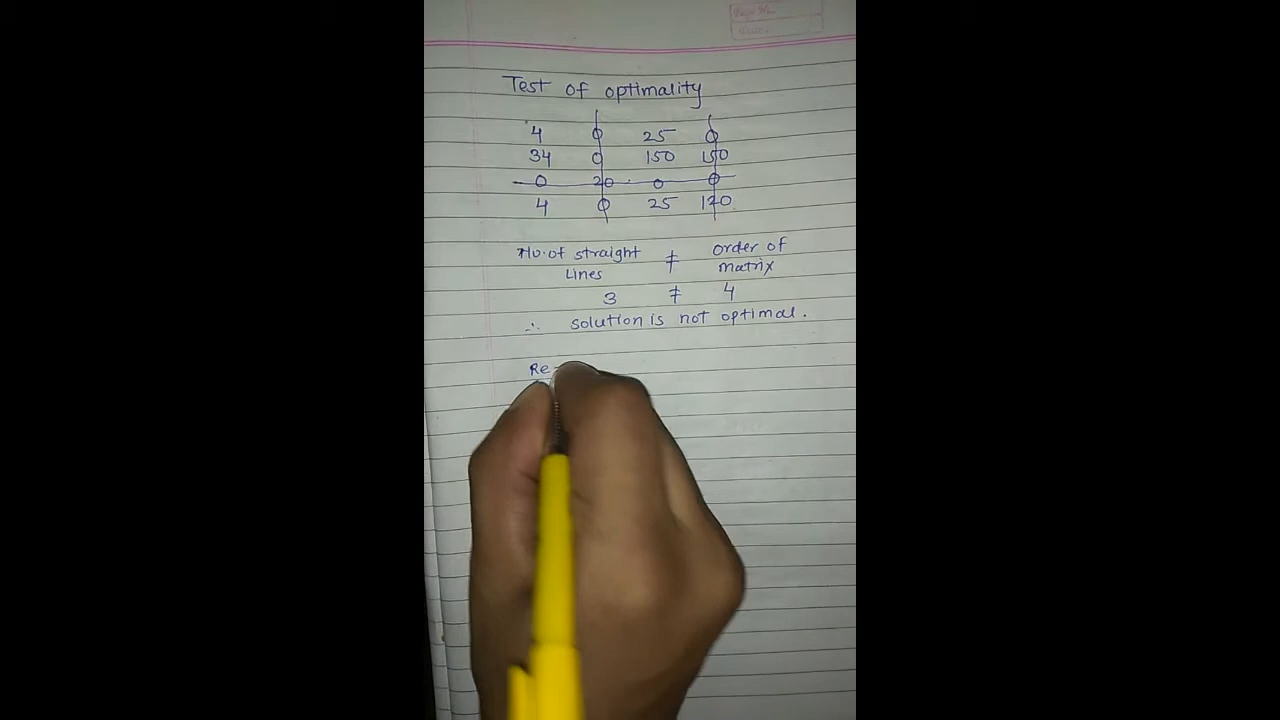 Test of optimality
4 0 25 0
34 0 150 150
0 20 0 0
4 0 25 120
No. of straight Lines ≠ Order of matrix
3 ≠ 4
∴ solution is not optimal.
Re